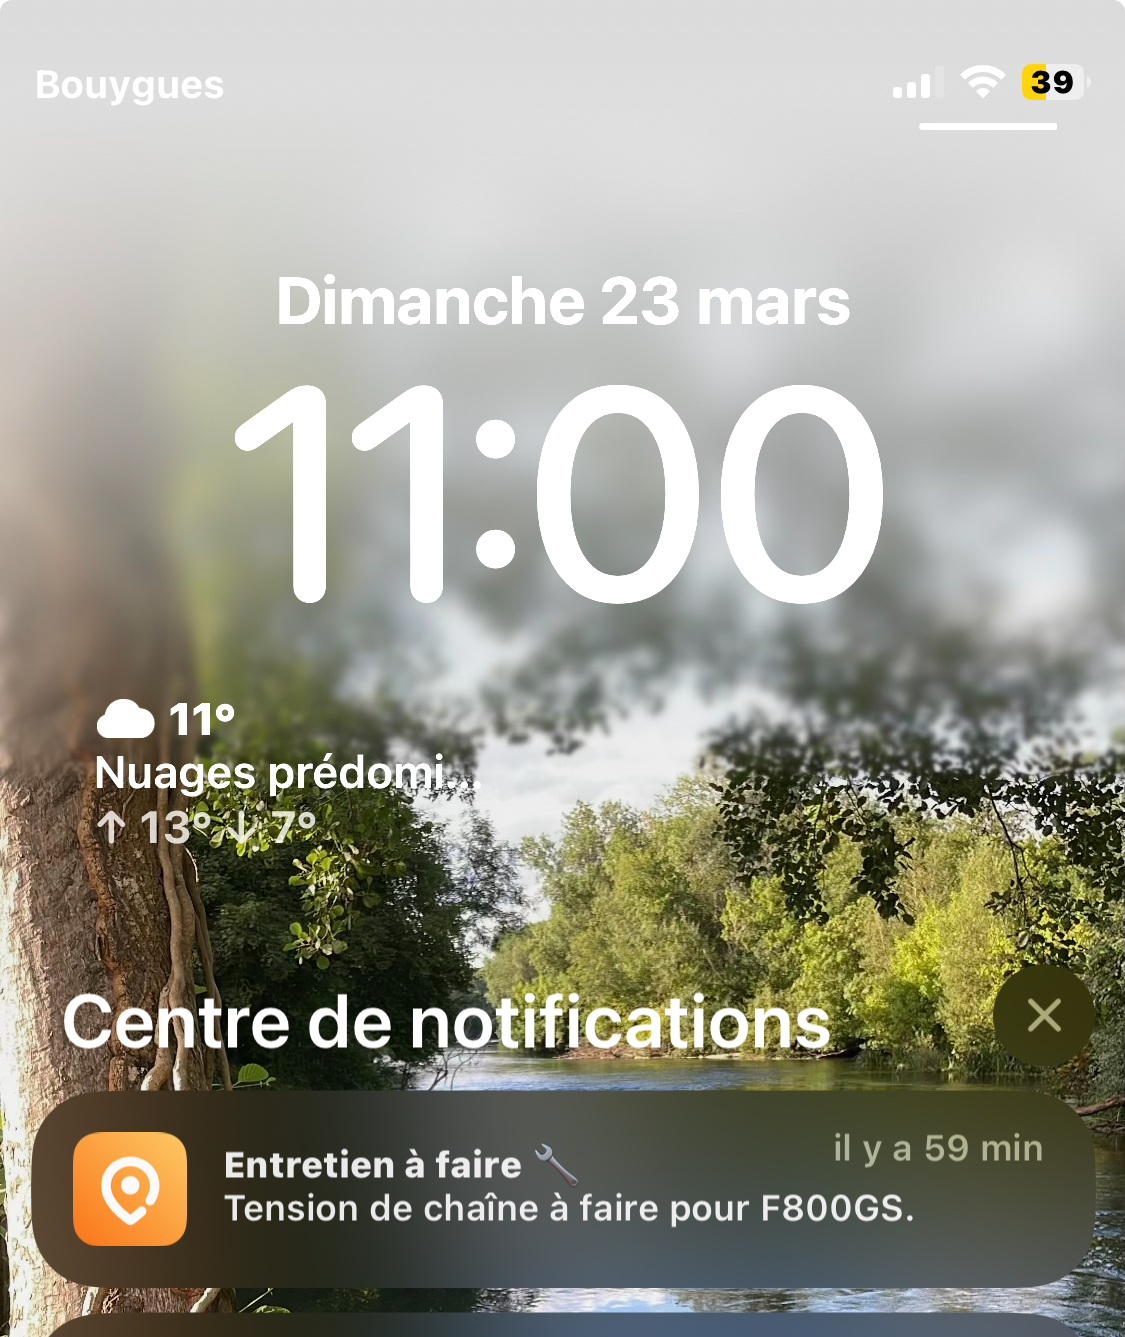 Bouygues
39
Dimanche 23 mars
11:00
11°
Nuages prédomi...
↑ 13° ↓ 7°
Centre de notifications
Entretien à faire 🔧
il y a 59 min
Tension de chaîne à faire pour F800GS.